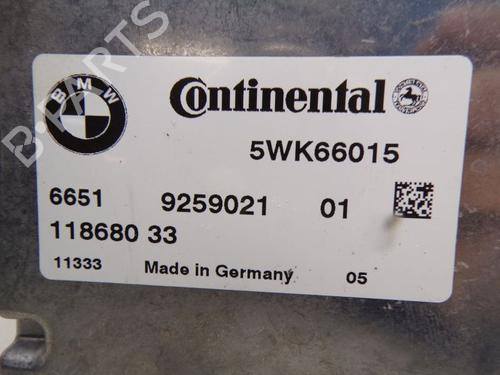 B-PARTS
BMW
Continental
5WK66015
6651 9259021 01
118680 33
11333 Made in Germany 05